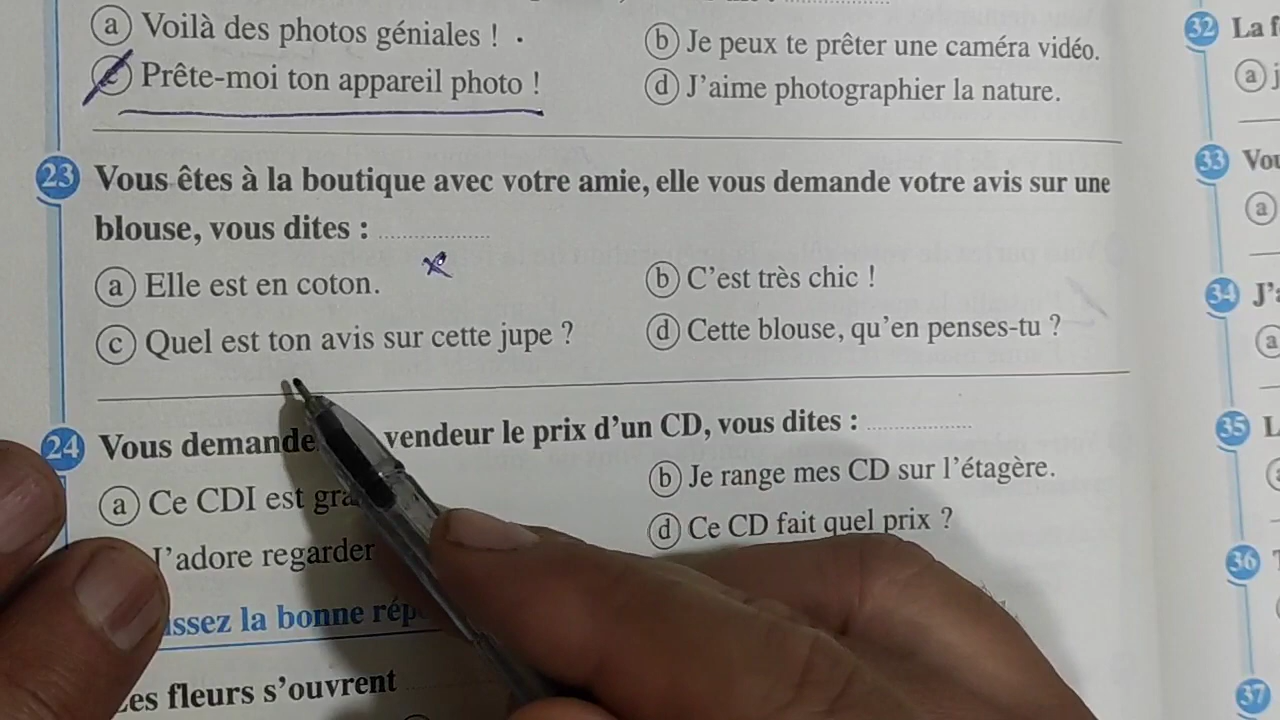 ⓐ Voilà des photos géniales !
ⓑ Je peux te prêter une caméra vidéo.
ⓒ Prête-moi ton appareil photo !
ⓓ J'aime photographier la nature.
23 Vous êtes à la boutique avec votre amie, elle vous demande votre avis sur une
blouse, vous dites : ....................
ⓐ Elle est en coton.
ⓑ C'est très chic !
ⓒ Quel est ton avis sur cette jupe ?
ⓓ Cette blouse, qu'en penses-tu ?
24 Vous demande vendeur le prix d'un CD, vous dites : ....................
ⓐ Ce CDI est gra
ⓑ Je range mes CD sur l'étagère.
J'adore regarder
ⓓ Ce CD fait quel prix ?
issez la bonne rép
Les fleurs s'ouvrent
32 La f
ⓐ j
33 Vou
ⓐ
34 J'a
ⓐ
35 L
36
37